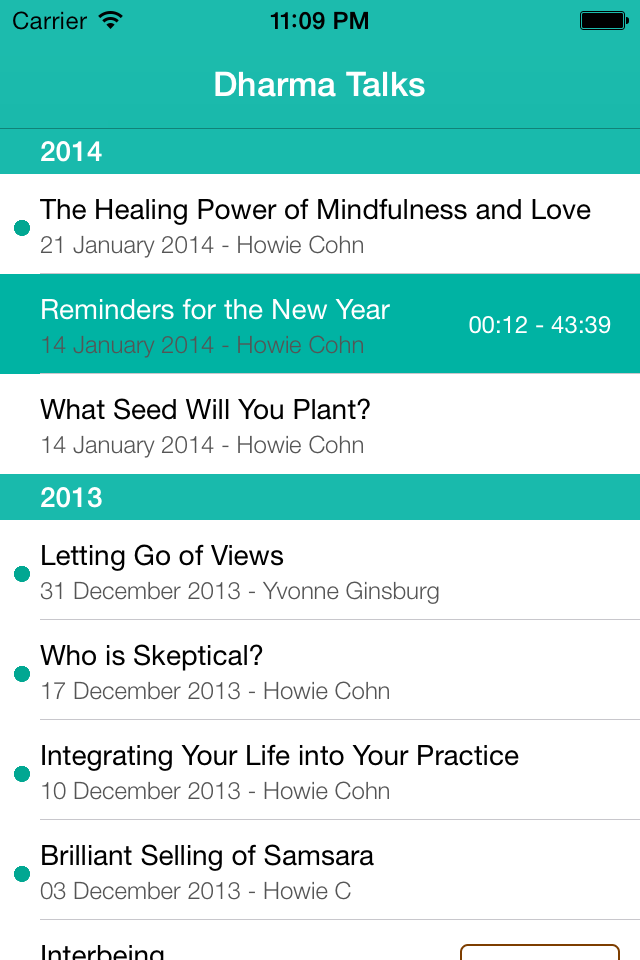 Carrier 11:09 PM
Dharma Talks
2014
The Healing Power of Mindfulness and Love
21 January 2014 - Howie Cohn
Reminders for the New Year
00:12 - 43:39
14 January 2014 - Howie Cohn
What Seed Will You Plant?
14 January 2014 - Howie Cohn
2013
Letting Go of Views
31 December 2013 - Yvonne Ginsburg
Who is Skeptical?
17 December 2013 - Howie Cohn
Integrating Your Life into Your Practice
10 December 2013 - Howie Cohn
Brilliant Selling of Samsara
03 December 2013 - Howie C
Interbeing